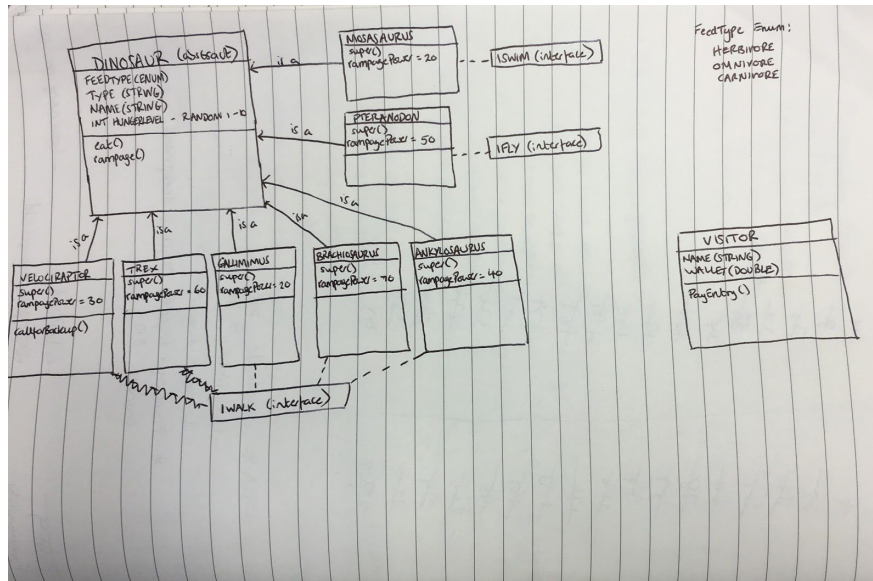 DINOSAUR (abstract)
FEEDTYPE (ENUM)
TYPE (STRING)
NAME (STRING)
INT HUNGERLEVEL - RANDOM 1-10
eat()
rampage()
is a
MOSASAURUS
super()
rampagePower = 20
ISWIM (interface)
is a
PTERANODON
super()
rampagePower = 50
IFLY (interface)
FeedType Enum:
HERBIVORE
OMNIVORE
CARNIVORE
is a
is a
is a
is a
is a
VELOCIRAPTOR
super()
rampagePower = 30
callforBackup()
TREX
super()
rampagePower = 60
GALLIMIMUS
super()
rampagePower = 20
BRACHIOSAURUS
super()
rampagePower = 70
ANKYLOSAURUS
super()
rampagePower = 40
IWALK (interface)
VISITOR
NAME (STRING)
WALLET (DOUBLE)
PayEntry()